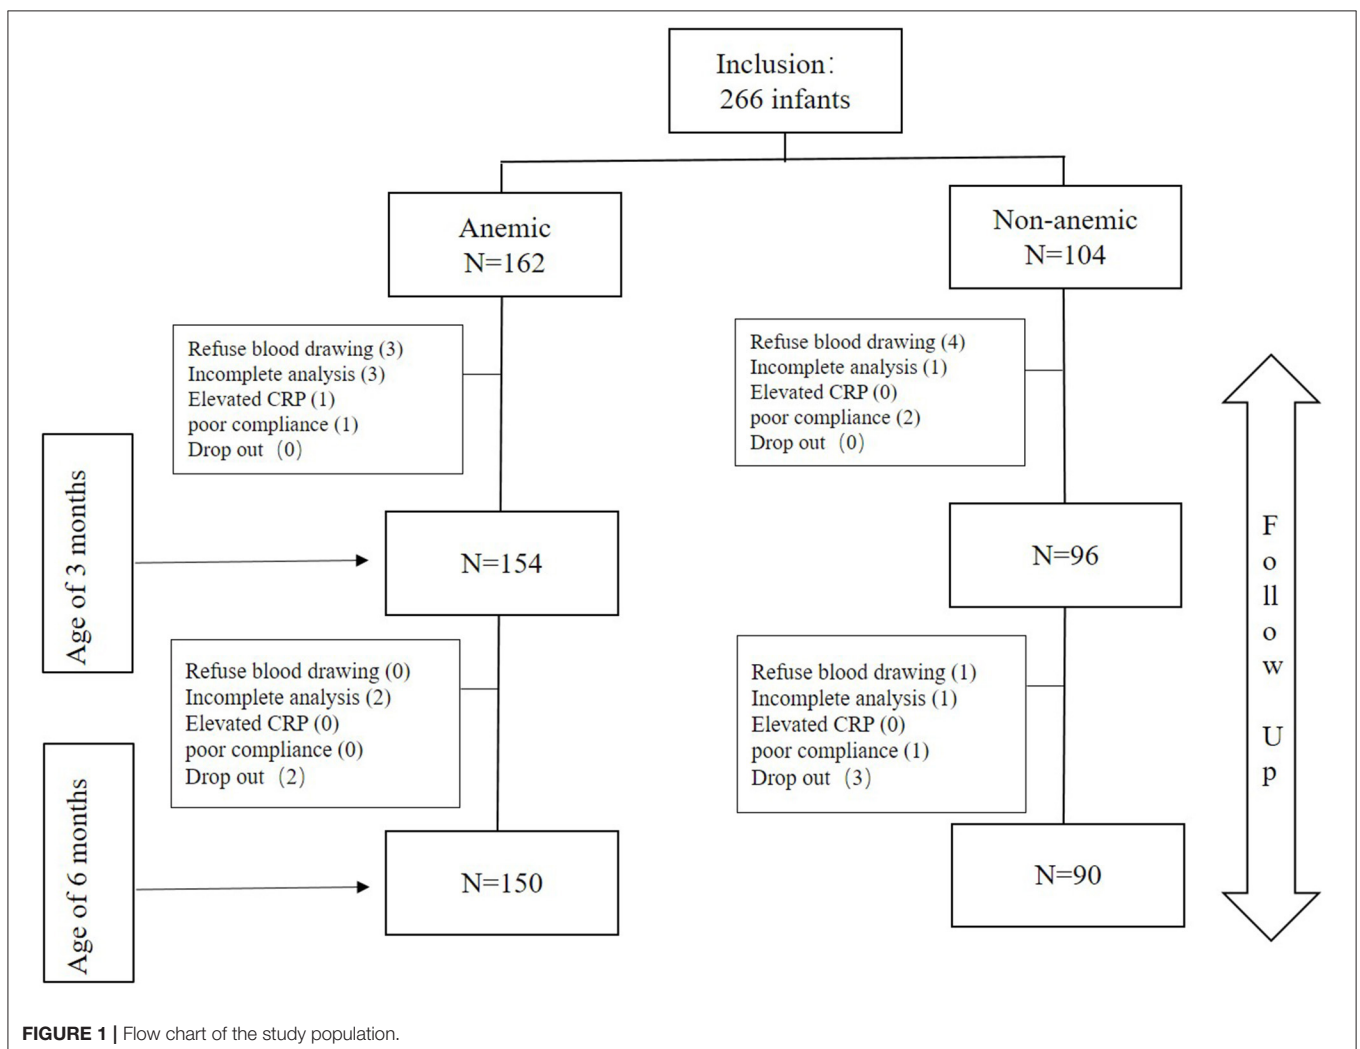 Inclusion:
266 infants
Anemic
N=162
Non-anemic
N=104
Refuse blood drawing (3)
Incomplete analysis (3)
Elevated CRP (1)
poor compliance (1)
Drop out (0)
Refuse blood drawing (4)
Incomplete analysis (1)
Elevated CRP (0)
poor compliance (2)
Drop out (0)
Age of 3 months
N=154
N=96
Refuse blood drawing (0)
Incomplete analysis (2)
Elevated CRP (0)
poor compliance (0)
Drop out (2)
Refuse blood drawing (1)
Incomplete analysis (1)
Elevated CRP (0)
poor compliance (1)
Drop out (3)
Age of 6 months
N=150
N=90
Follow Up
FIGURE 1 | Flow chart of the study population.